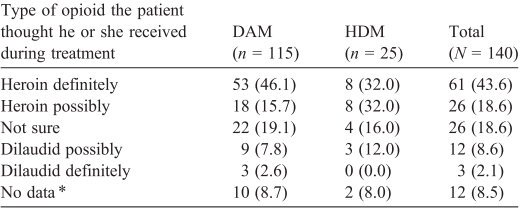 Type of opioid the patient
thought he or she received
during treatment
DAM
(n = 115)
HDM
(n = 25)
Total
(N = 140)
Heroin definitely 53 (46.1) 8 (32.0) 61 (43.6)
Heroin possibly 18 (15.7) 8 (32.0) 26 (18.6)
Not sure 22 (19.1) 4 (16.0) 26 (18.6)
Dilaudid possibly 9 (7.8) 3 (12.0) 12 (8.6)
Dilaudid definitely 3 (2.6) 0 (0.0) 3 (2.1)
No data* 10 (8.7) 2 (8.0) 12 (8.5)